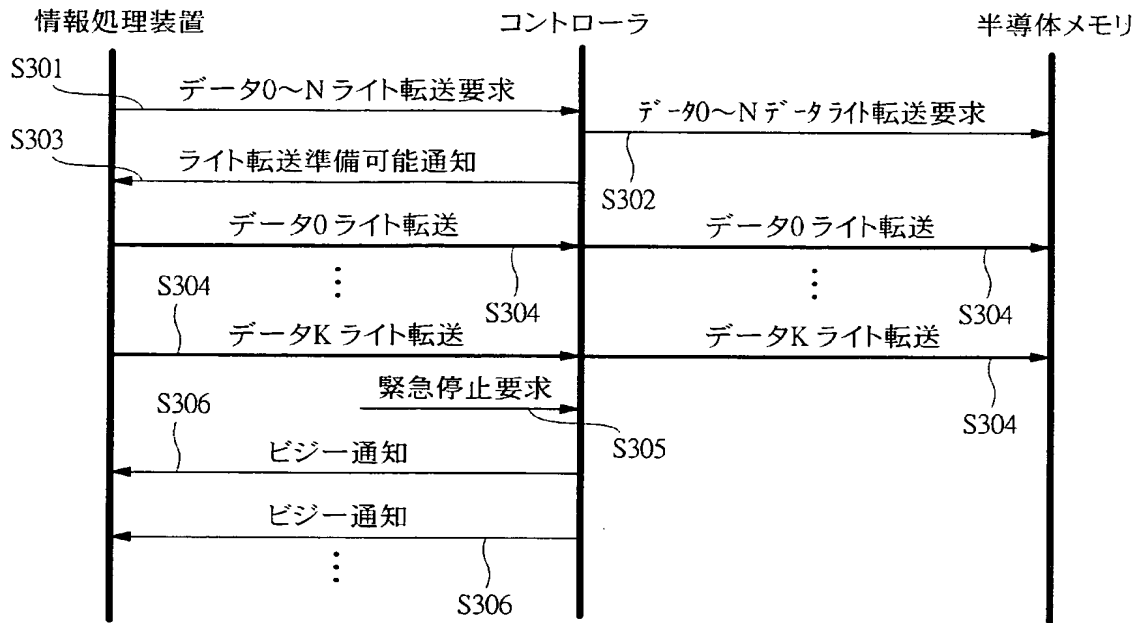 情報処理装置
コントローラ
半導体メモリ
S301
データ0～Nライト転送要求
データ0～Nデータライト転送要求
S303
ライト転送準備可能通知
S302
データ0ライト転送
データ0ライト転送
S304
S304
S304
データKライト転送
データKライト転送
緊急停止要求
S306
S305
S304
ビジー通知
ビジー通知
S306